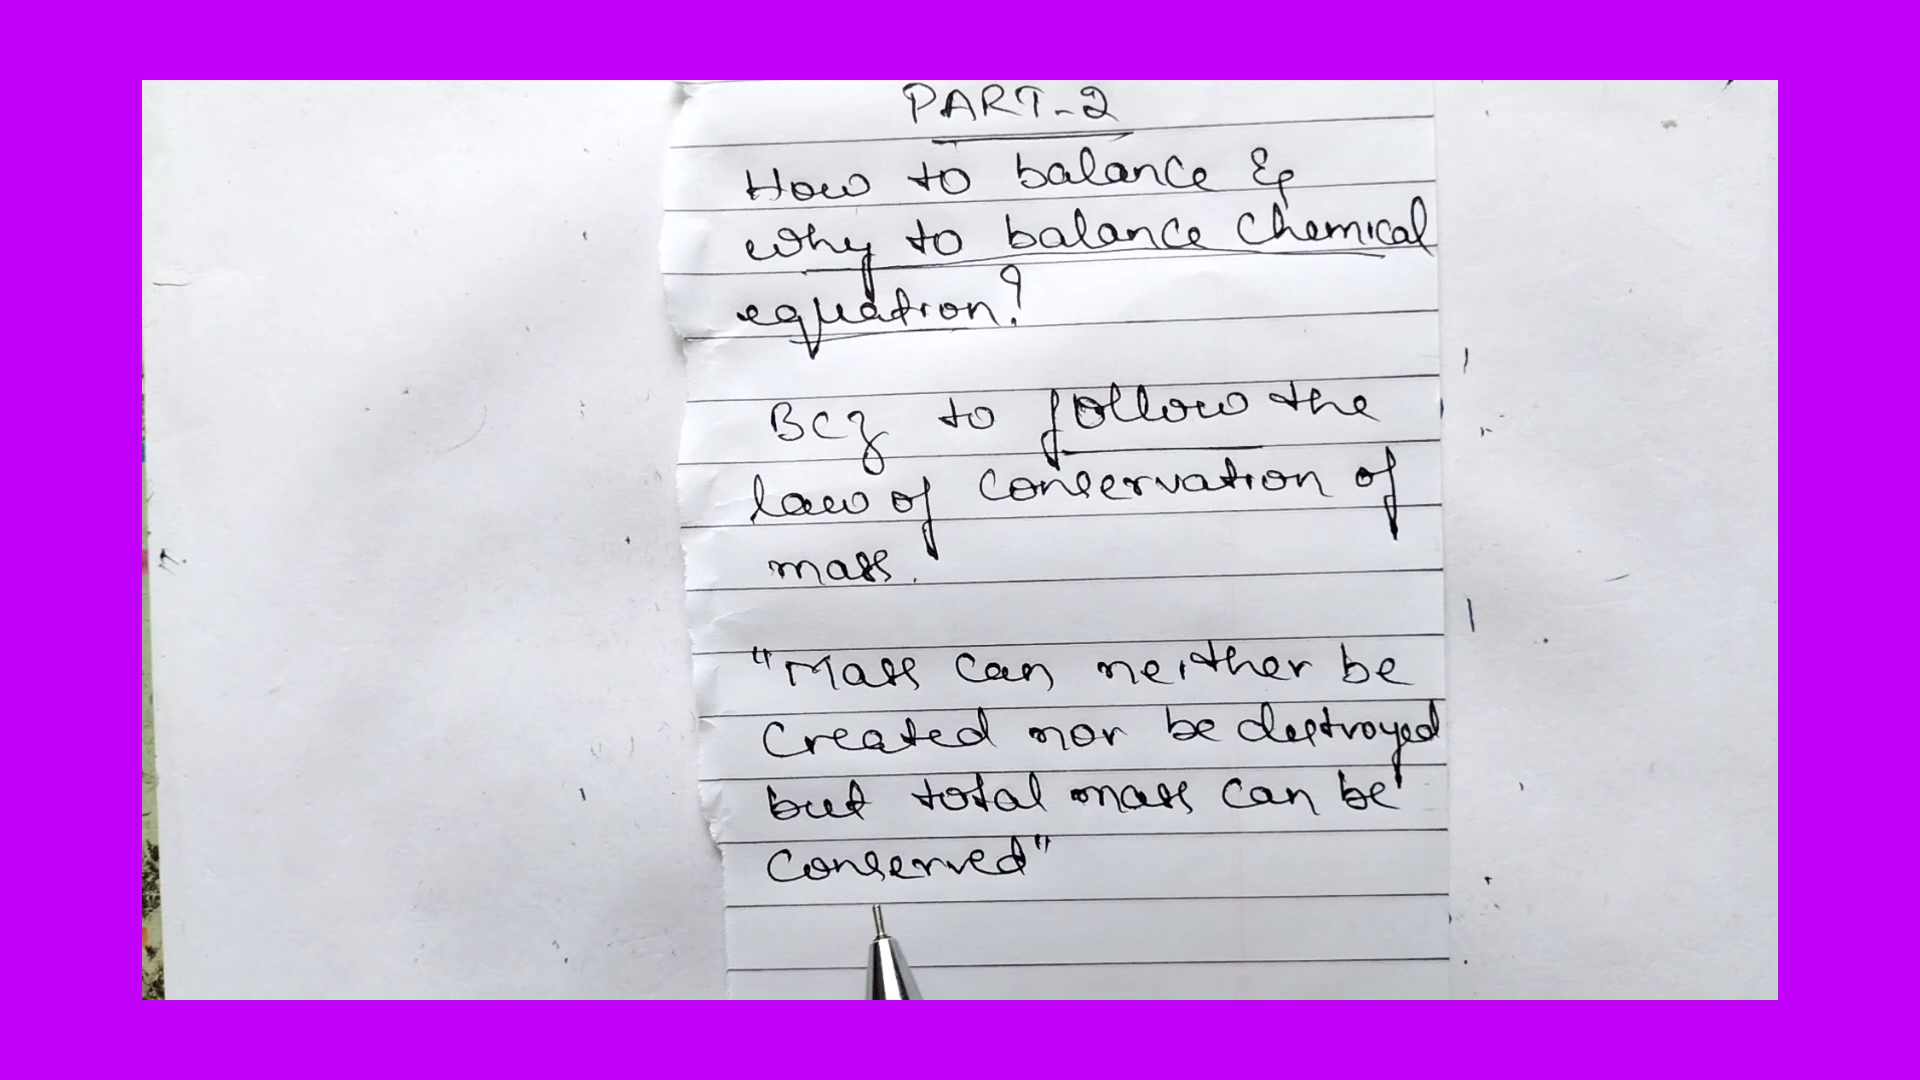 PART-2
How to balance &
why to balance chemical
equation?
Bcz to follow the
law of conservation of
mass.
"Mass can neither be
created nor be destroyed
but total mass can be
conserved"